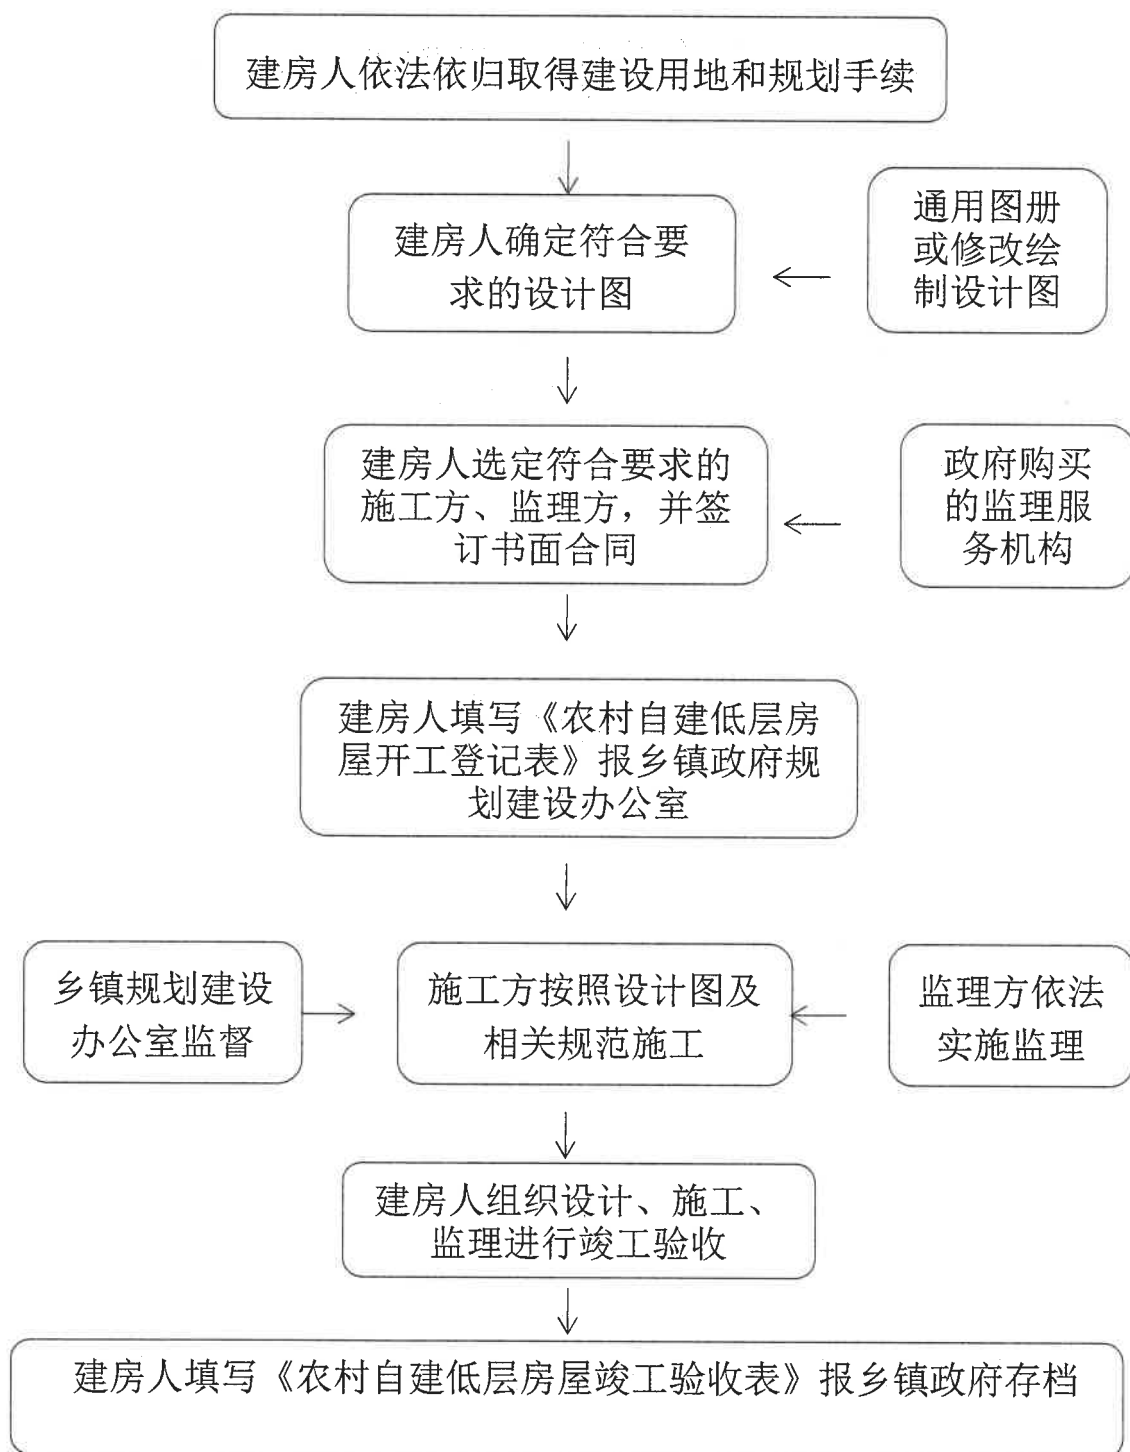 建房人依法依归取得建设用地和规划手续
建房人确定符合要
求的设计图
通用图册
或修改绘
制设计图
建房人选定符合要求的
施工方、监理方，并签
订书面合同
政府购买
的监理服
务机构
建房人填写《农村自建低层房
屋开工登记表》报乡镇政府规
划建设办公室
乡镇规划建设
办公室监督
施工方按照设计图及
相关规范施工
监理方依法
实施监理
建房人组织设计、施工、
监理进行竣工验收
建房人填写《农村自建低层房屋竣工验收表》报乡镇政府存档